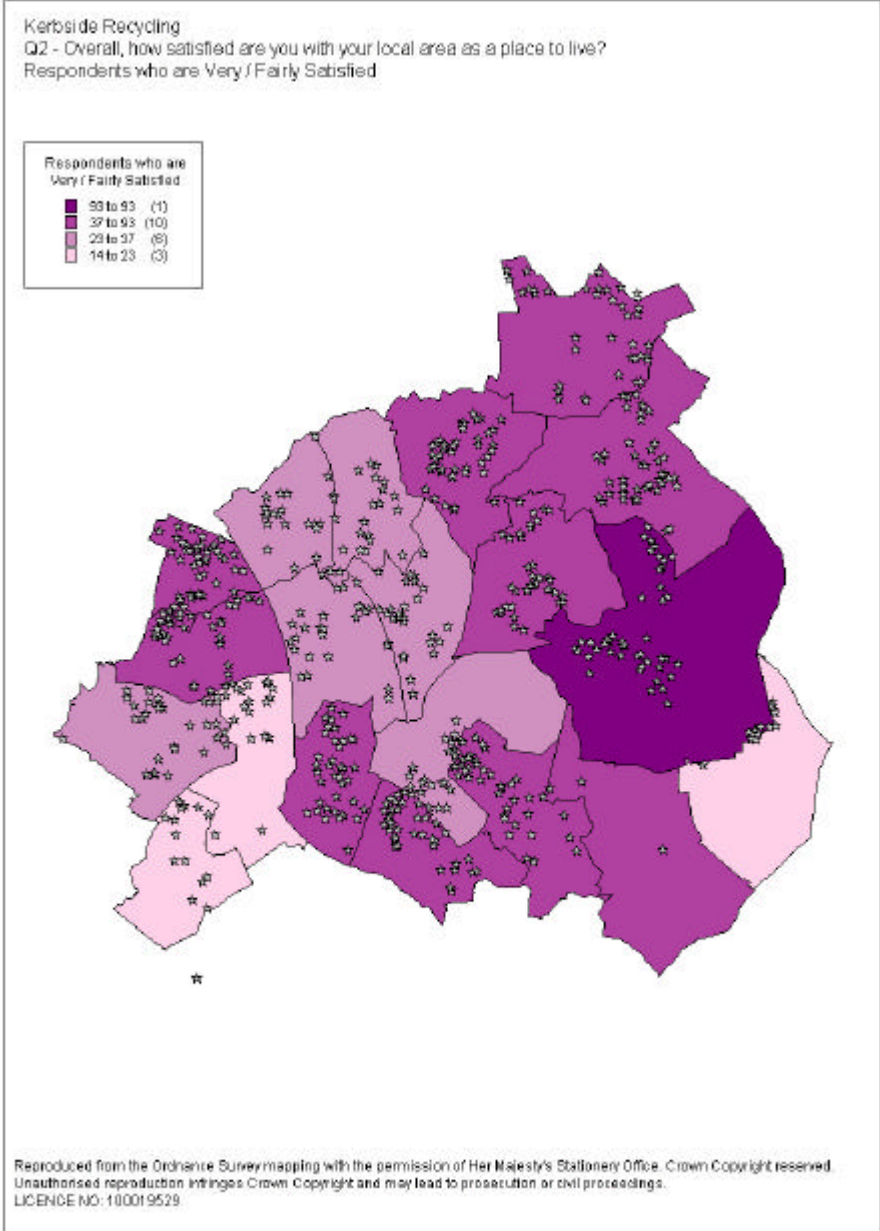 Kerbside Recycling
Q2 - Overall, how satisfied are you with your local area as a place to live?
Respondents who are Very / Fairly Satisfied
Respondents who are
Very / Fairly Satisfied
93 to 93 (1)
37 to 93 (10)
23 to 37 (6)
14 to 23 (3)
Reproduced from the Ordnance Survey mapping with the permission of Her Majesty's Stationery Office. Crown Copyright reserved.
Unauthorised reproduction infringes Crown Copyright and may lead to prosecution or civil proceedings.
LICENCE NO: 100019529